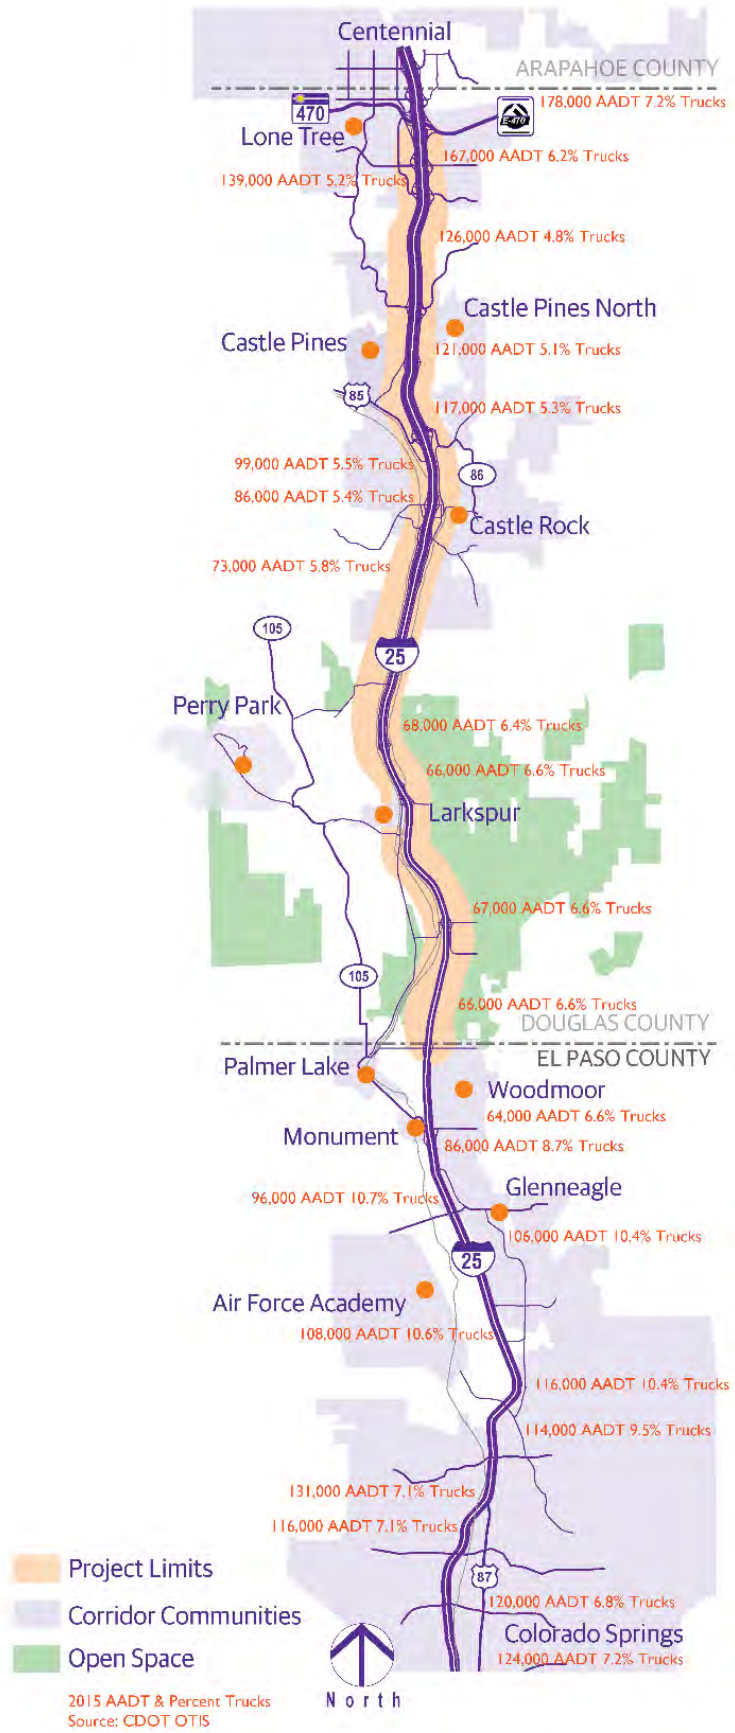 Centennial
ARAPAHOE COUNTY
470
E-470
178,000 AADT 7.2% Trucks
Lone Tree
167,000 AADT 6.2% Trucks
139,000 AADT 5.2% Trucks
126,000 AADT 4.8% Trucks
Castle Pines North
Castle Pines
121,000 AADT 5.1% Trucks
85
117,000 AADT 5.3% Trucks
99,000 AADT 5.5% Trucks
86
86,000 AADT 5.4% Trucks
Castle Rock
73,000 AADT 5.8% Trucks
105
25
Perry Park
68,000 AADT 6.4% Trucks
66,000 AADT 6.6% Trucks
Larkspur
67,000 AADT 6.6% Trucks
105
66,000 AADT 6.6% Trucks
DOUGLAS COUNTY
EL PASO COUNTY
Palmer Lake
Woodmoor
64,000 AADT 6.6% Trucks
Monument
86,000 AADT 8.7% Trucks
Glenneagle
96,000 AADT 10.7% Trucks
106,000 AADT 10.4% Trucks
25
Air Force Academy
108,000 AADT 10.6% Trucks
116,000 AADT 10.4% Trucks
114,000 AADT 9.5% Trucks
131,000 AADT 7.1% Trucks
116,000 AADT 7.1% Trucks
87
120,000 AADT 6.8% Trucks
Colorado Springs
124,000 AADT 7.2% Trucks
Project Limits
Corridor Communities
Open Space
North
2015 AADT & Percent Trucks
Source: CDOT OTIS